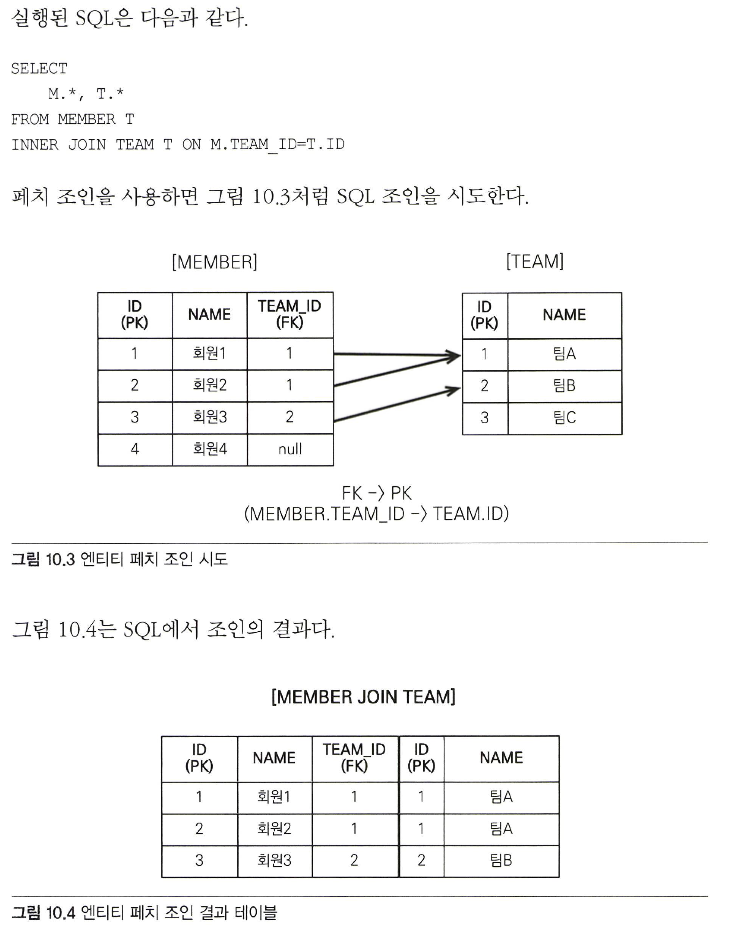 실행된 SQL은 다음과 같다.
SELECT
M.*, T.*
FROM MEMBER T
INNER JOIN TEAM T ON M.TEAM_ID=T.ID
페치 조인을 사용하면 그림 10.3처럼 SQL 조인을 시도한다.
[MEMBER] [TEAM]
ID (PK) NAME TEAM_ID (FK) ID (PK) NAME
1 회원1 1 1 팀A
2 회원2 1 2 팀B
3 회원3 2 3 팀C
4 회원4 null
FK -> PK
(MEMBER.TEAM_ID -> TEAM.ID)
그림 10.3 엔티티 페치 조인 시도
그림 10.4는 SQL에서 조인의 결과다.
[MEMBER JOIN TEAM]
ID (PK) NAME TEAM_ID (FK) ID (PK) NAME
1 회원1 1 1 팀A
2 회원2 1 1 팀A
3 회원3 2 2 팀B
그림 10.4 엔티티 페치 조인 결과 테이블